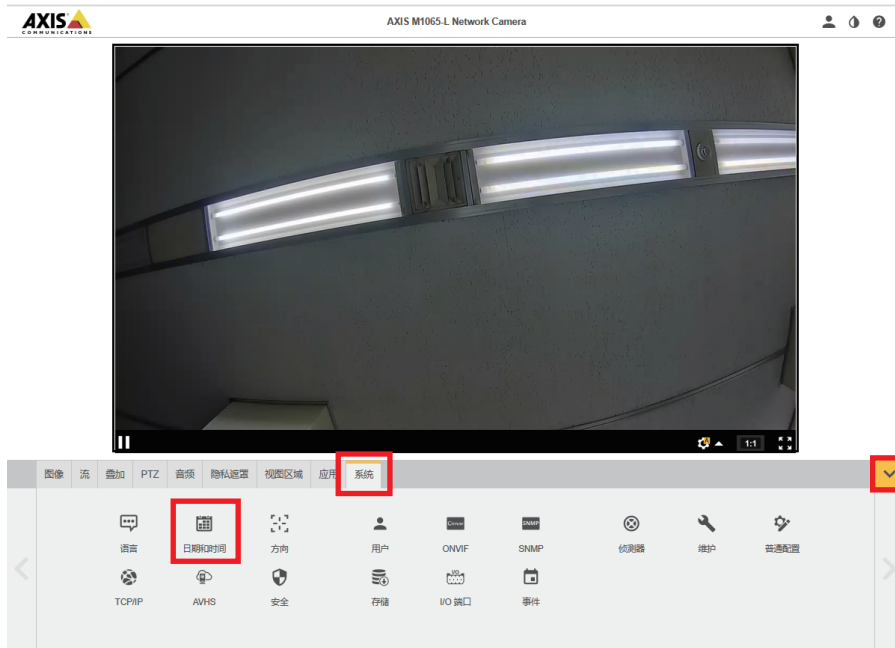 AXIS
COMMUNICATIONS
AXIS M1065-L Network Camera
1:1
图像 流 叠加 PTZ 音频 隐私遮罩 视图区域 应用 系统
语言 日期和时间 方向 用户 ONVIF SNMP 侦测器 维护 普通配置
TCP/IP AVHS 安全 存储 I/O 端口 事件